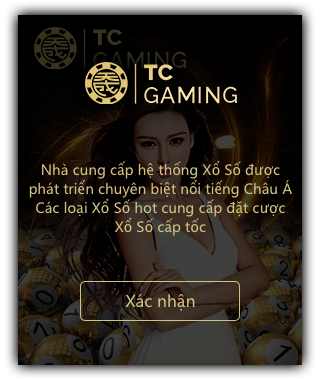 TC
GAMING
TC
GAMING
Nhà cung cấp hệ thống Xổ Số được
phát triển chuyên biệt nổi tiếng Châu Á
Các loại Xổ Số hot cung cấp đặt cược
Xổ Số cấp tốc
Xác nhận